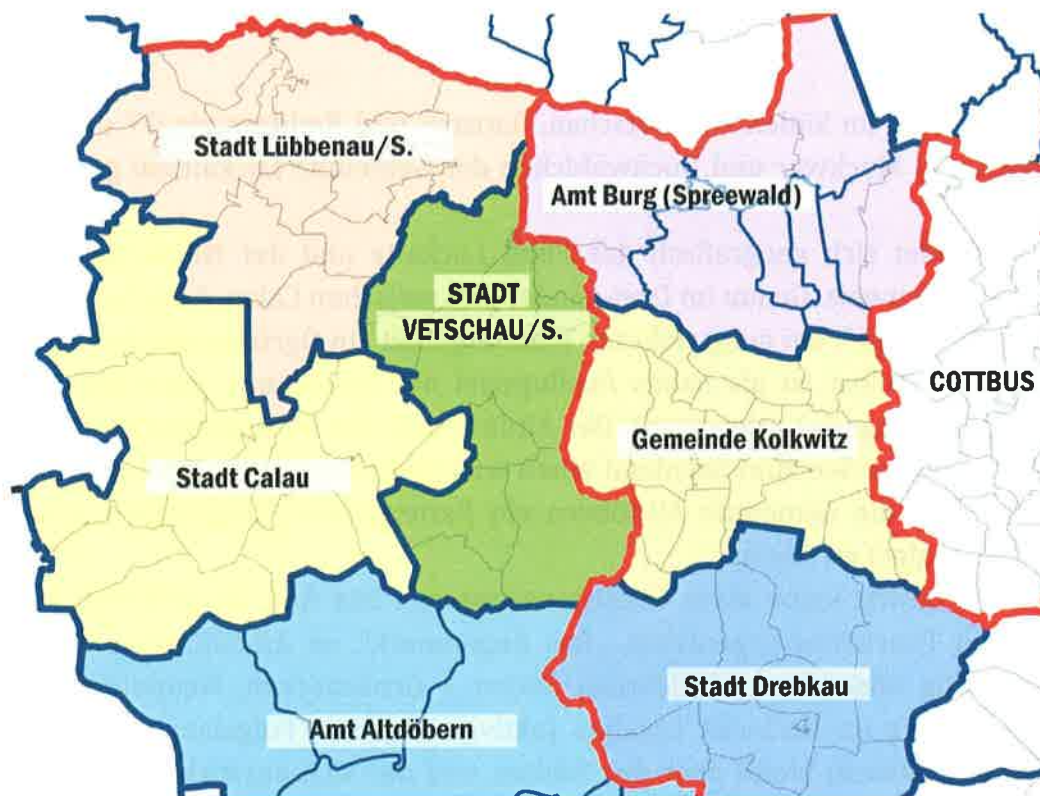 Stadt Lübbenau/S.
Amt Burg (Spreewald)
STADT
VETSCHAU/S.
COTTBUS
Gemeinde Kolkwitz
Stadt Calau
Stadt Drebkau
Amt Altdöbern